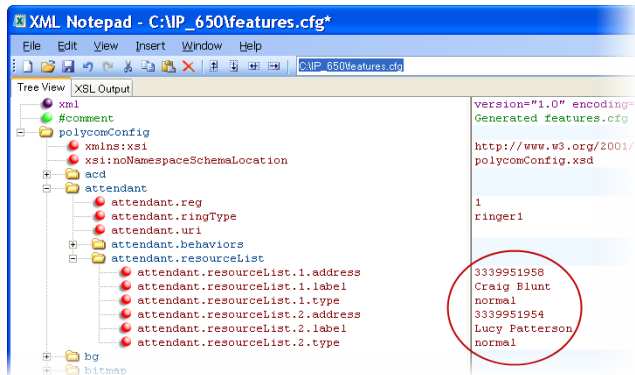 XML Notepad - C:\IP_650\features.cfg*
File Edit View Insert Window Help
C:\IP_650\features.cfg
Tree View XSL Output
xml version="1.0" encoding=
#comment Generated features.cfg
polycomConfig
xmlns:xsi http://www.w3.org/2001/
xsi:noNamespaceSchemaLocation polycomConfig.xsd
acd
attendant
attendant.reg 1
attendant.ringType ringer1
attendant.uri
attendant.behaviors
attendant.resourceList
attendant.resourceList.1.address 3339951958
attendant.resourceList.1.label Craig Blunt
attendant.resourceList.1.type normal
attendant.resourceList.2.address 3339951954
attendant.resourceList.2.label Lucy Patterson
attendant.resourceList.2.type normal
bg
bitmap